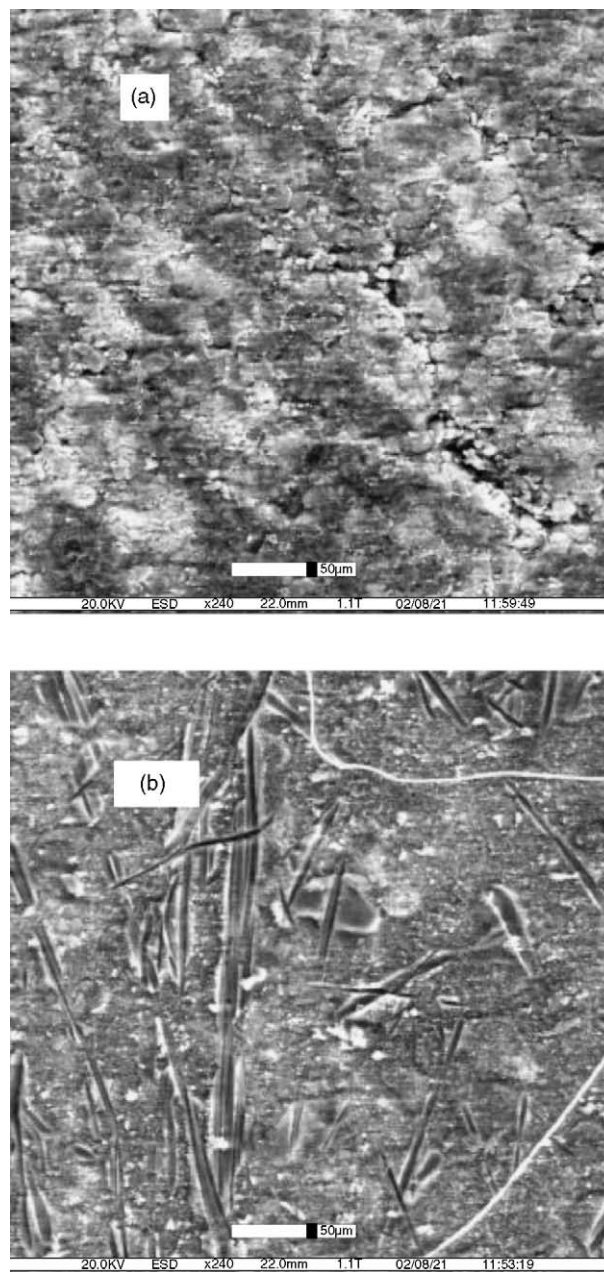 (a)
50µm
20.0KV ESD x240 22.0mm 1.1T 02/08/21 11:59:49
(b)
50µm
20.0KV ESD x240 22.0mm 1.1T 02/08/21 11:53:19